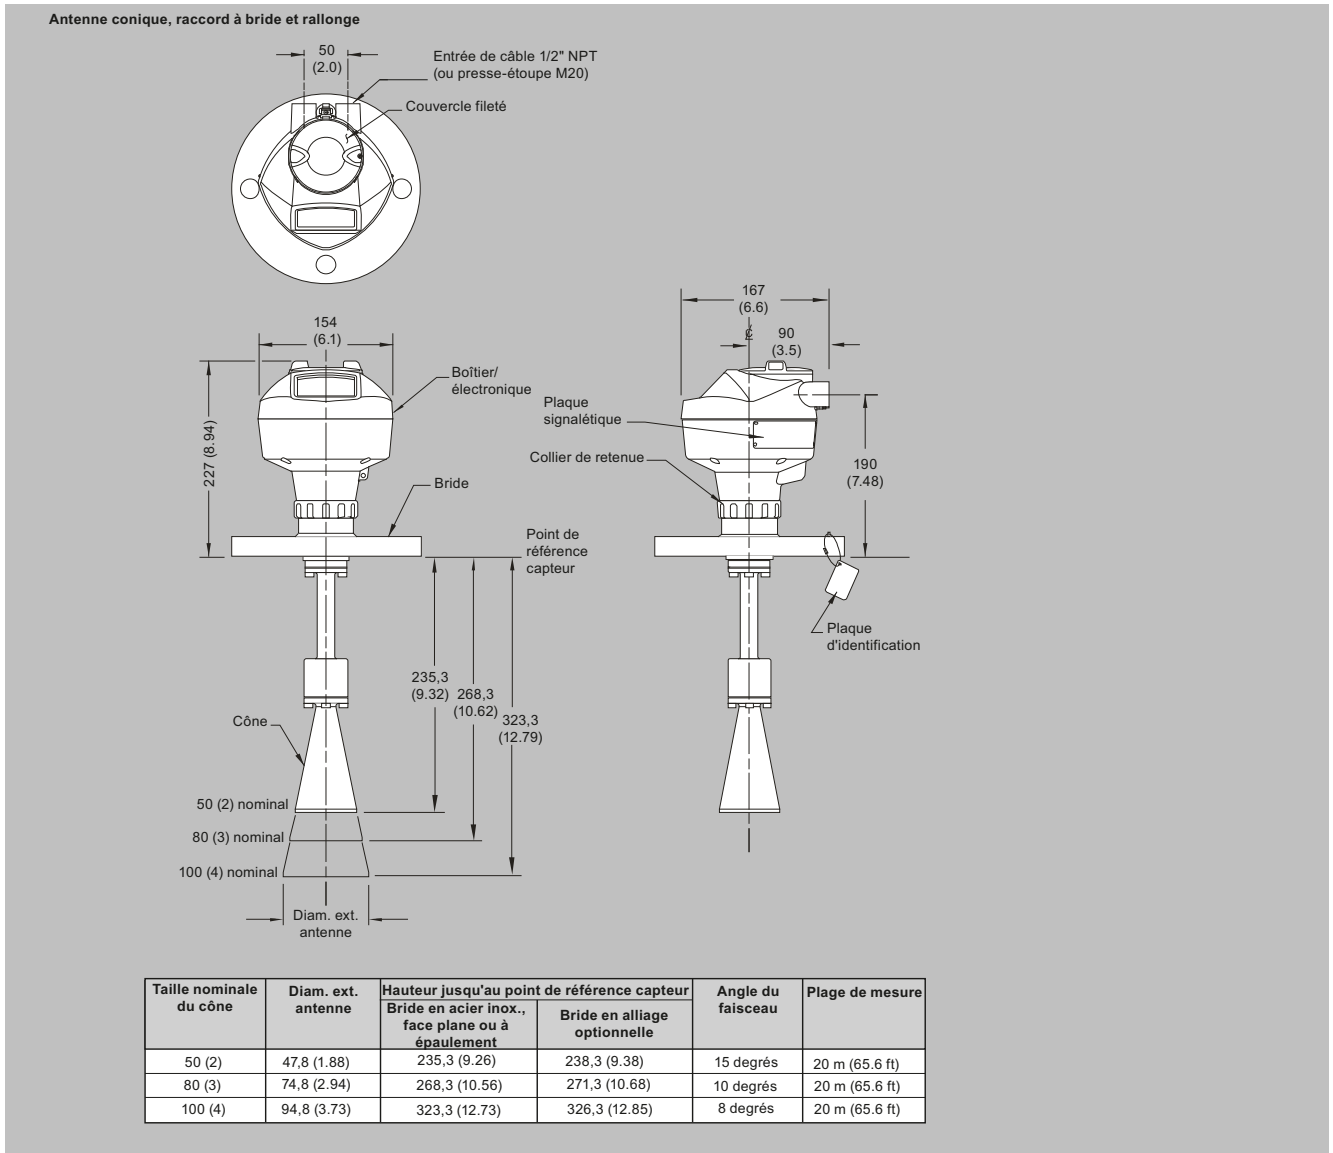 Antenne conique, raccord à bride et rallonge
50
(2.0)
Entrée de câble 1/2" NPT
(ou presse-étoupe M20)
Couvercle fileté
154
(6.1)
227 (8.94)
Boîtier/
électronique
Bride
Point de
référence
capteur
235,3
(9.32)
268,3
(10.62)
323,3
(12.79)
Cône
50 (2) nominal
80 (3) nominal
100 (4) nominal
Diam. ext.
antenne
167
(6.6)
℄
90
(3.5)
Plaque
signalétique
Collier de retenue
190
(7.48)
Plaque
d'identification
Taille nominale
du cône
Diam. ext.
antenne
Hauteur jusqu'au point de référence capteur
Bride en acier inox.,
face plane ou à
épaulement
Bride en alliage
optionnelle
Angle du
faisceau
Plage de mesure
50 (2) 47,8 (1.88) 235,3 (9.26) 238,3 (9.38) 15 degrés 20 m (65.6 ft)
80 (3) 74,8 (2.94) 268,3 (10.56) 271,3 (10.68) 10 degrés 20 m (65.6 ft)
100 (4) 94,8 (3.73) 323,3 (12.73) 326,3 (12.85) 8 degrés 20 m (65.6 ft)